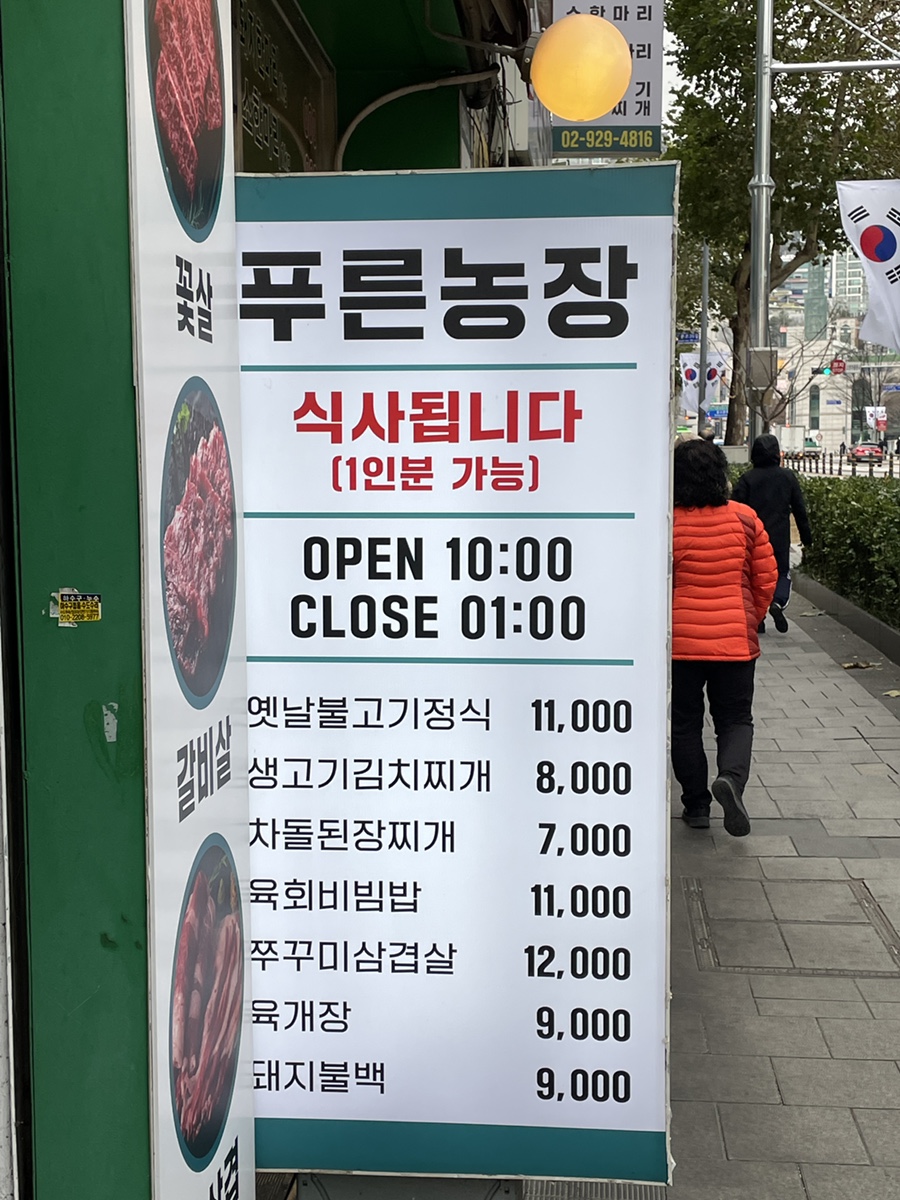 02-929-4816
꽃살
갈비살
푸른농장
식사됩니다
(1인분 가능)
OPEN 10:00
CLOSE 01:00
옛날불고기정식 11,000
생고기김치찌개 8,000
차돌된장찌개 7,000
육회비빔밥 11,000
쭈꾸미삼겹살 12,000
육개장 9,000
돼지불백 9,000